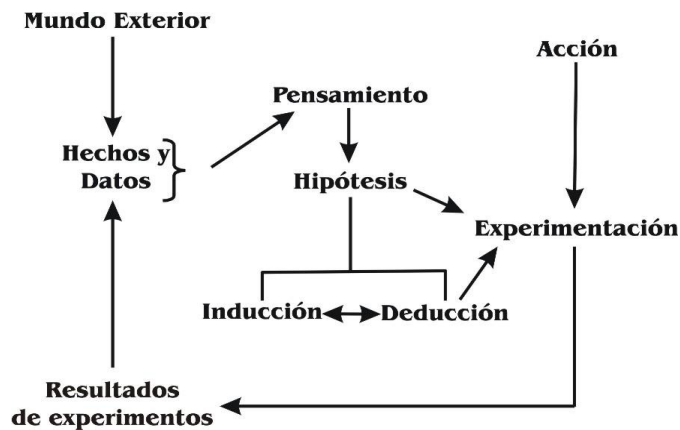 Mundo Exterior
Acción
Pensamiento
Hechos y
Datos
Hipótesis
Experimentación
Inducción
Deducción
Resultados
de experimentos